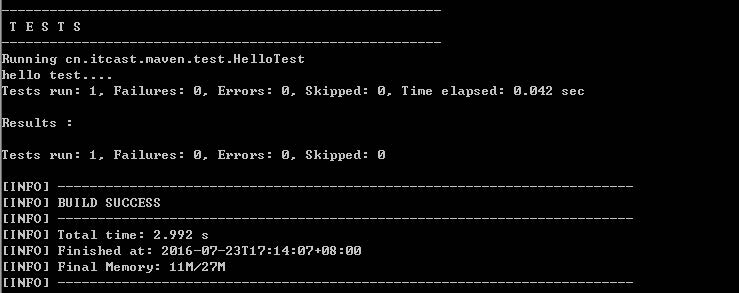 -------------------------------------------------------
 T E S T S
-------------------------------------------------------
Running cn.itcast.maven.test.HelloTest
hello test....
Tests run: 1, Failures: 0, Errors: 0, Skipped: 0, Time elapsed: 0.042 sec

Results :

Tests run: 1, Failures: 0, Errors: 0, Skipped: 0

[INFO] ------------------------------------------------------------------------
[INFO] BUILD SUCCESS
[INFO] ------------------------------------------------------------------------
[INFO] Total time: 2.992 s
[INFO] Finished at: 2016-07-23T17:14:07+08:00
[INFO] Final Memory: 11M/27M
[INFO] ------------------------------------------------------------------------